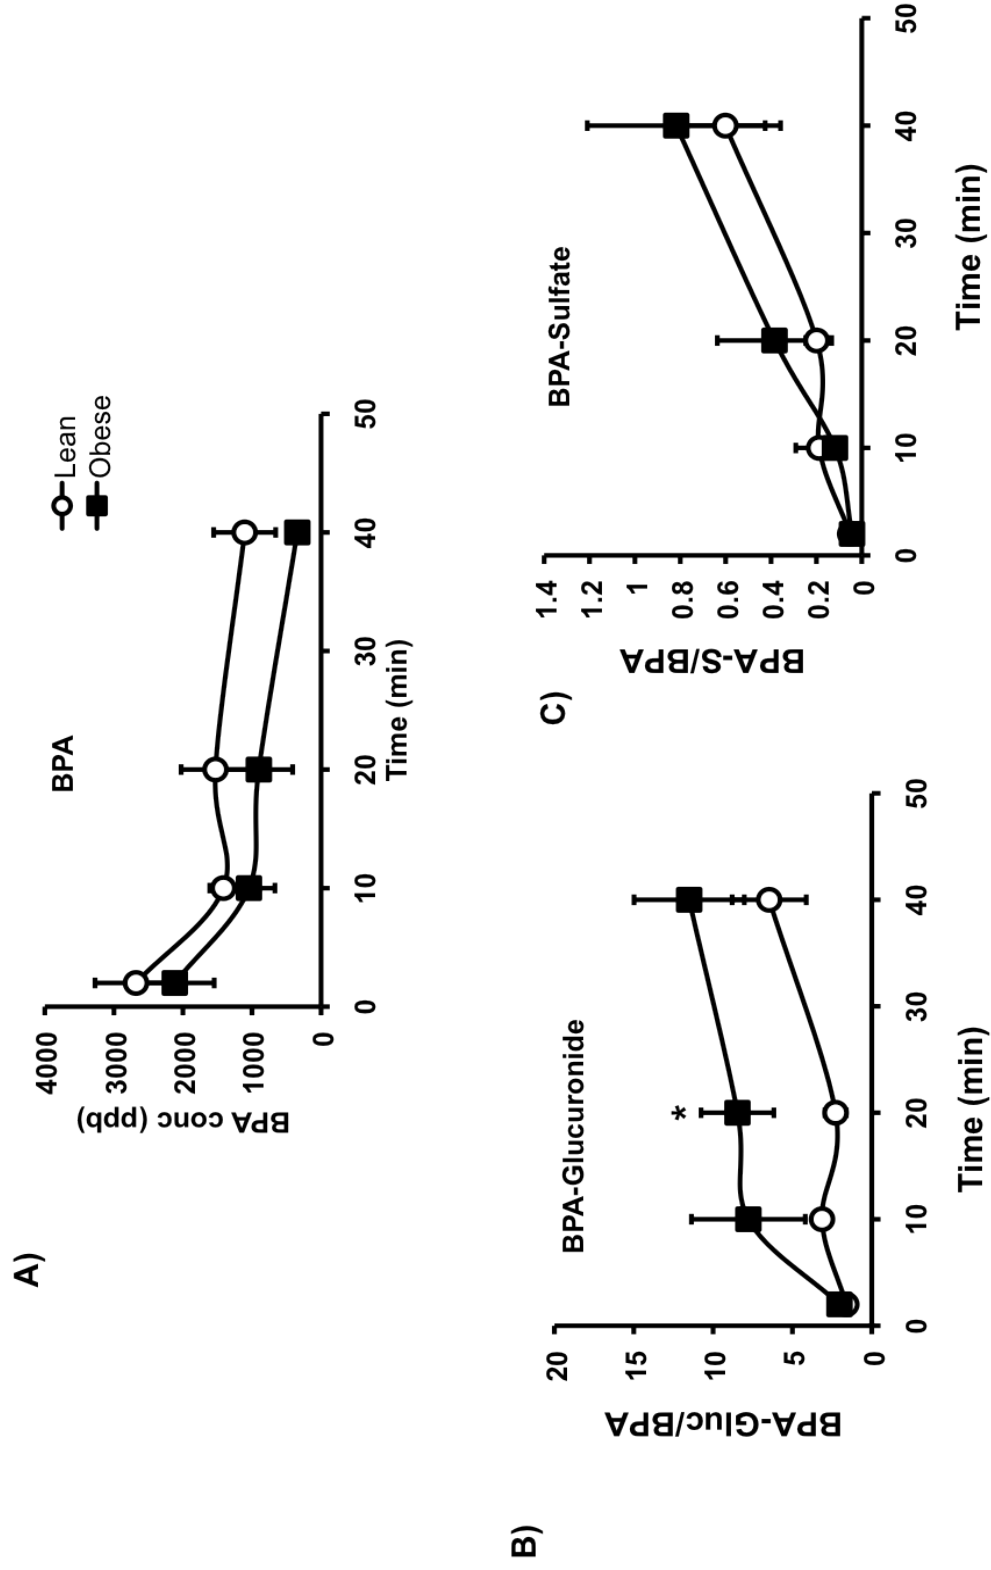 A)
BPA
Lean
Obese
BPA conc (ppb)
4000
3000
2000
1000
0
0 10 20 30 40 50
Time (min)
B)
BPA-Glucuronide
BPA-Gluc/BPA
20
15
10
5
0
*
0 10 20 30 40 50
Time (min)
C)
BPA-Sulfate
BPA-S/BPA
1.4
1.2
1
0.8
0.6
0.4
0.2
0
0 10 20 30 40 50
Time (min)